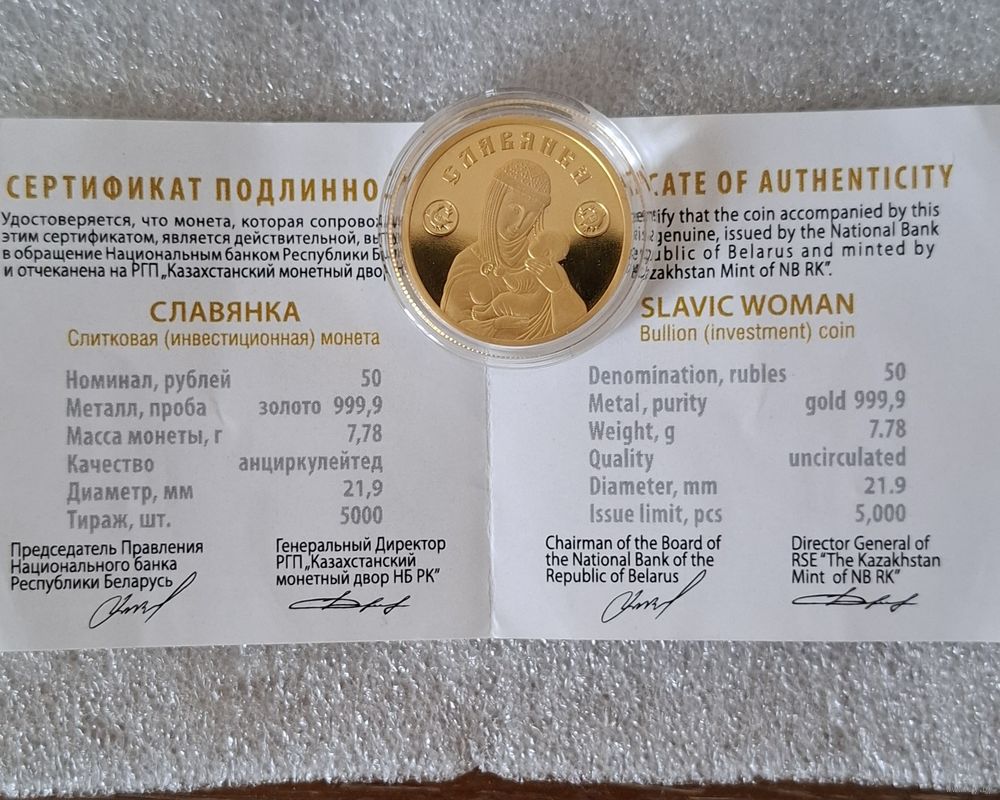 СЕРТИФИКАТ ПОДЛИННО
Удостоверяется, что монета, которая
этим сертификатом, является действительной,
в обращение Национальным банком Республики
и отчеканена на РГП „Казахстанский монетный
СЛАВЯНКА
Слитковая (инвестиционная) монета
Номинал, рублей 50
Металл, проба золото 999,9
Масса монеты, г 7,78
Качество анциркулейтед
Диаметр, мм 21,9
Тираж, шт. 5000
Председатель Правления
Национального банка
Республики Беларусь
Генеральный Директор
РГП „Казахстанский
монетный двор НБ РК”
СЛАВЯНКА
CATE OF AUTHENTICITY
that the coin accompanied by this
genuine, issued by the National Bank
of Belarus and minted by
Mint of NB RK”.
SLAVIC WOMAN
Bullion (investment) coin
Denomination, rubles 50
Metal, purity gold 999,9
Weight, g 7.78
Quality uncirculated
Diameter, mm 21.9
Issue limit, pcs 5,000
Chairman of the Board of
the National Bank of the
Republic of Belarus
Director General of
RSE “The Kazakhstan
Mint of NB RK”